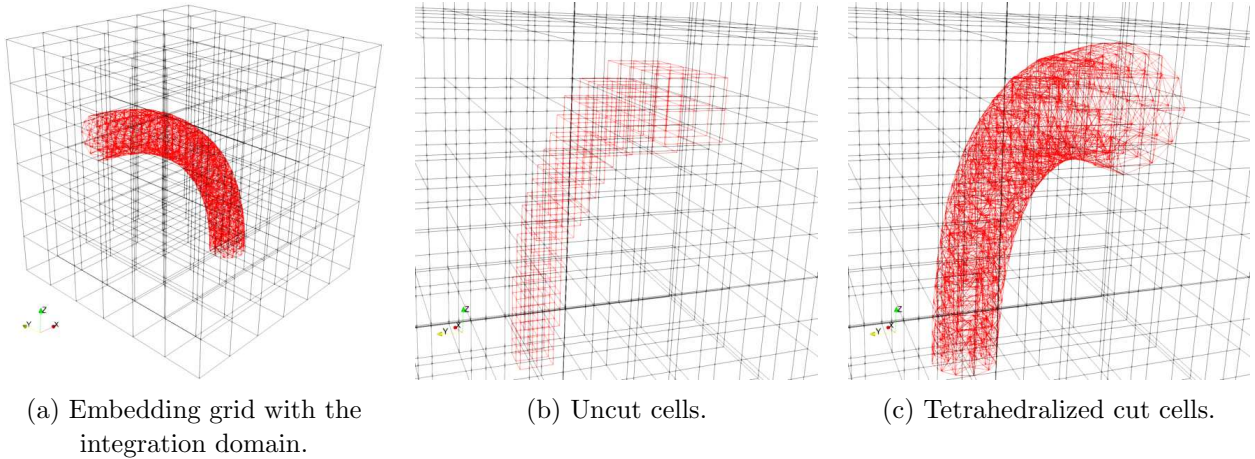 Z
Y
X
Z
X
Y
Z
X
Y
(a) Embedding grid with the
integration domain.
(b) Uncut cells.
(c) Tetrahedralized cut cells.